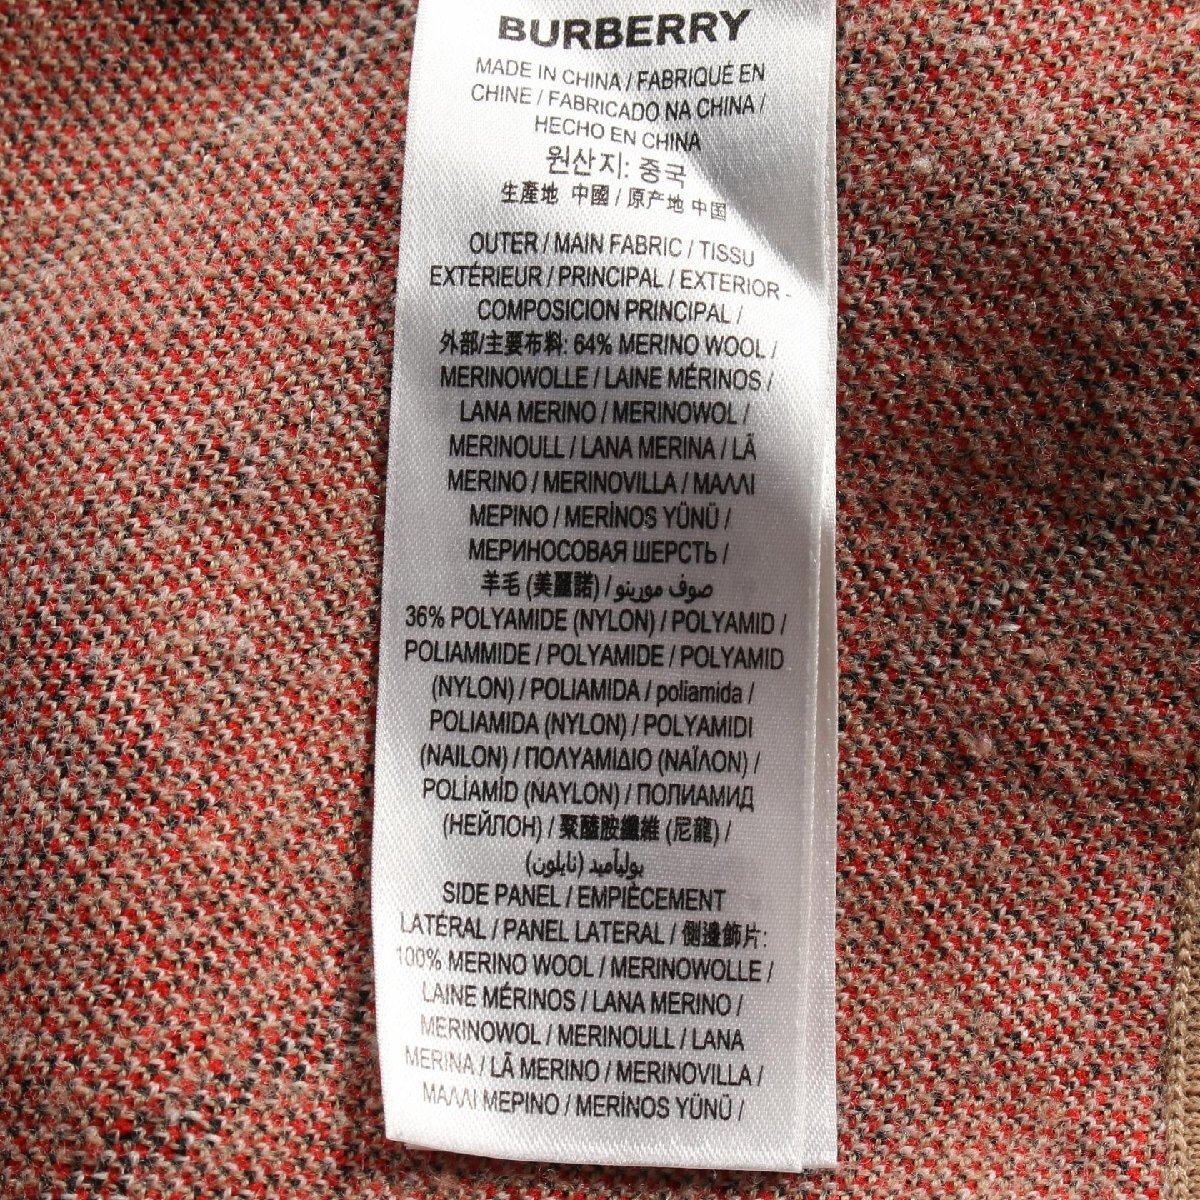 BURBERRY
MADE IN CHINA / FABRIQUÉ EN
CHINE / FABRICADO NA CHINA /
HECHO EN CHINA
원산지: 중국
生產地 中國 / 原产地 中国
OUTER / MAIN FABRIC / TISSU
EXTÉRIEUR / PRINCIPAL / EXTERIOR -
COMPOSICION PRINCIPAL /
外部/主要布料: 64% MERINO WOOL /
MERINOWOLLE / LAINE MÉRINOS /
LANA MERINO / MERINOWOL /
MERINOULL / LANA MERINA / LÃ
MERINO / MERINOVILLA / ΜΑΛΛΙ
ΜΕΡΙΝΟ / MERİNOS YÜNÜ /
МЕРИНОСОВАЯ ШЕРСТЬ /
羊毛 (美麗諾) / صوف مورينو
36% POLYAMIDE (NYLON) / POLYAMID /
POLIAMMIDE / POLYAMIDE / POLYAMID
(NYLON) / POLIAMIDA / poliamida /
POLIAMIDA (NYLON) / POLYAMIDI
(NAILON) / ΠΟΛΥΑΜΙΔΙΟ (ΝΑΪΛΟΝ) /
POLİAMİD (NAYLON) / ПОЛИАМИД
(НЕЙЛОН) / 聚醯胺纖維 (尼龍) /
بولياميد (نايلون)
SIDE PANEL / EMPIÈCEMENT
LATÉRAL / PANEL LATERAL / 側邊飾片:
100% MERINO WOOL / MERINOWOLLE /
LAINE MÉRINOS / LANA MERINO /
MERINOWOL / MERINOULL / LANA
MERINA / LÃ MERINO / MERINOVILLA /
ΜΑΛΛΙ ΜΕΡΙΝΟ / MERİNOS YÜNÜ /